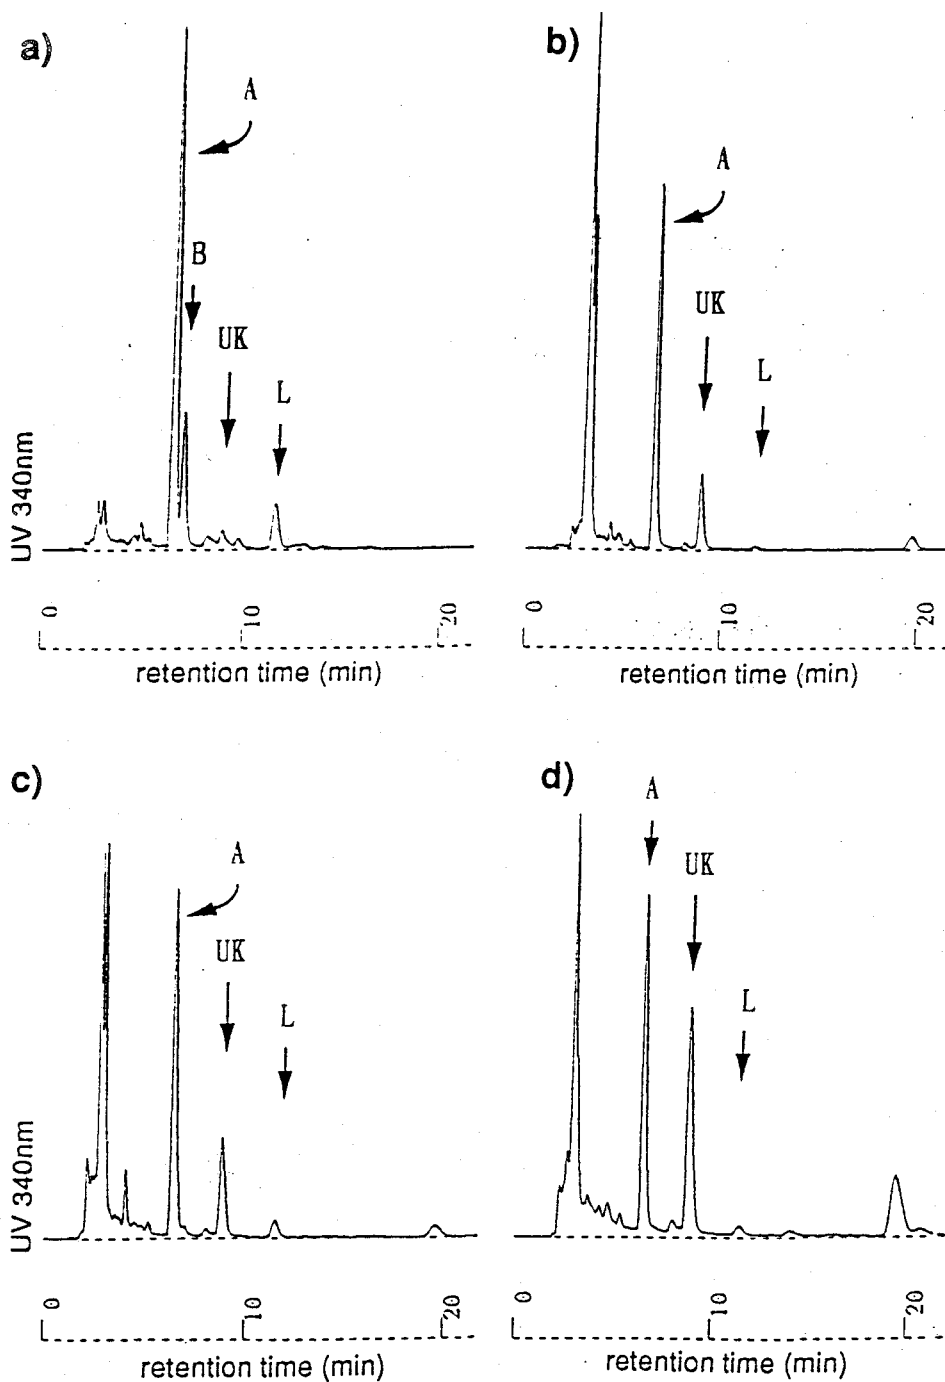 a)
A
B
UK
L
UV 340nm
0 10 20
retention time (min)
b)
A
UK
L
0 10 20
retention time (min)
c)
A
UK
L
UV 340nm
0 10 20
retention time (min)
d)
A
UK
L
0 10 20
retention time (min)